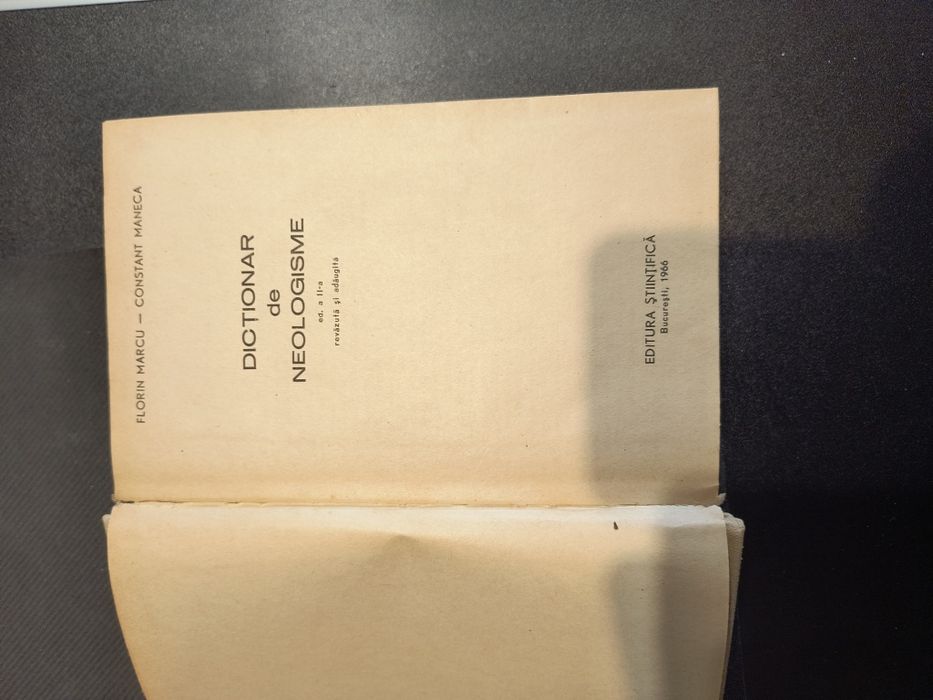 FLORIN MARCU — CONSTANT MANECA
DICȚIONAR
de
NEOLOGISME
ed. a II-a
revăzută și adăugită
EDITURA ȘTIINȚIFICĂ
București, 1966